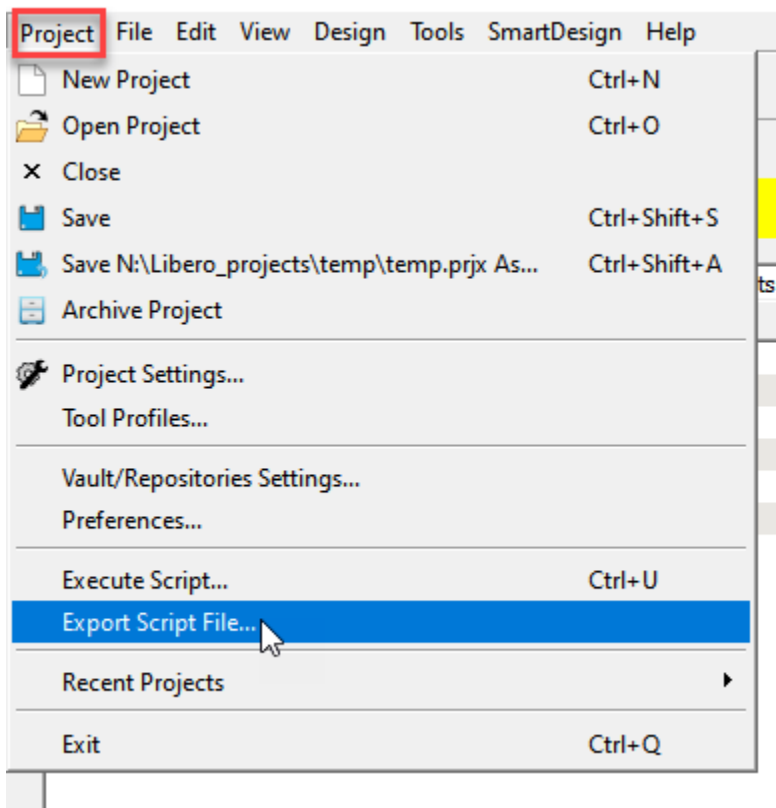 Project File Edit View Design Tools SmartDesign Help
New Project Ctrl+N
Open Project Ctrl+O
Close
Save Ctrl+Shift+S
Save N:\Libero_projects\temp\temp.prjx As... Ctrl+Shift+A
ts
Archive Project
Project Settings...
Tool Profiles...
Vault/Repositories Settings...
Preferences...
Execute Script... Ctrl+U
Export Script File...
Recent Projects
Exit Ctrl+Q